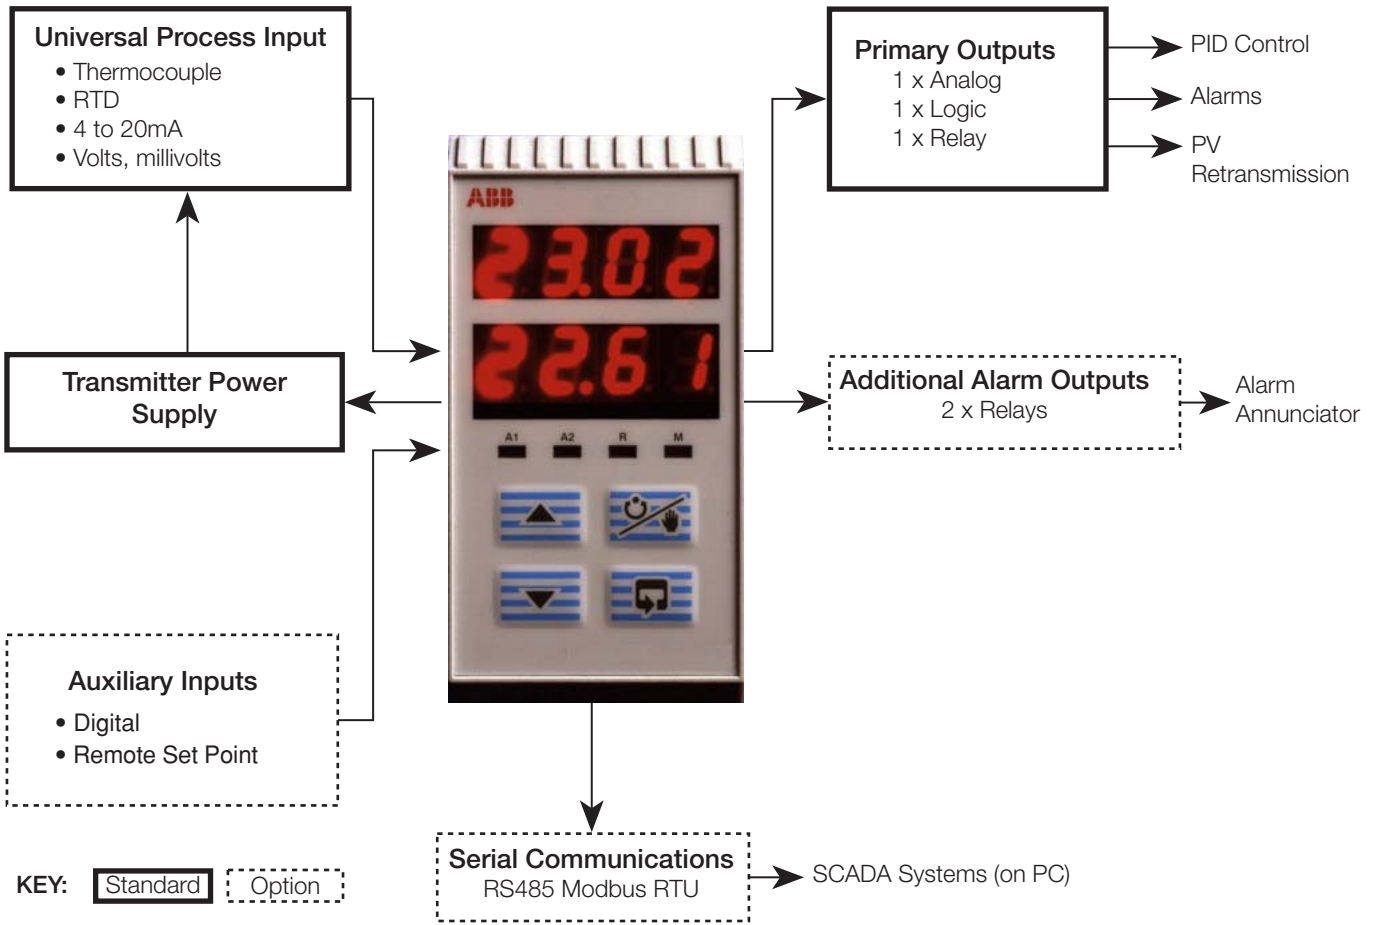 Universal Process Input
• Thermocouple
• RTD
• 4 to 20mA
• Volts, millivolts
Transmitter Power
Supply
Auxiliary Inputs
• Digital
• Remote Set Point
KEY:
Standard
Option
ABB
23.02
22.61
A1
A2
R
M
Primary Outputs
1 x Analog
1 x Logic
1 x Relay
PID Control
Alarms
PV
Retransmission
Additional Alarm Outputs
2 x Relays
Alarm
Annunciator
Serial Communications
RS485 Modbus RTU
SCADA Systems (on PC)